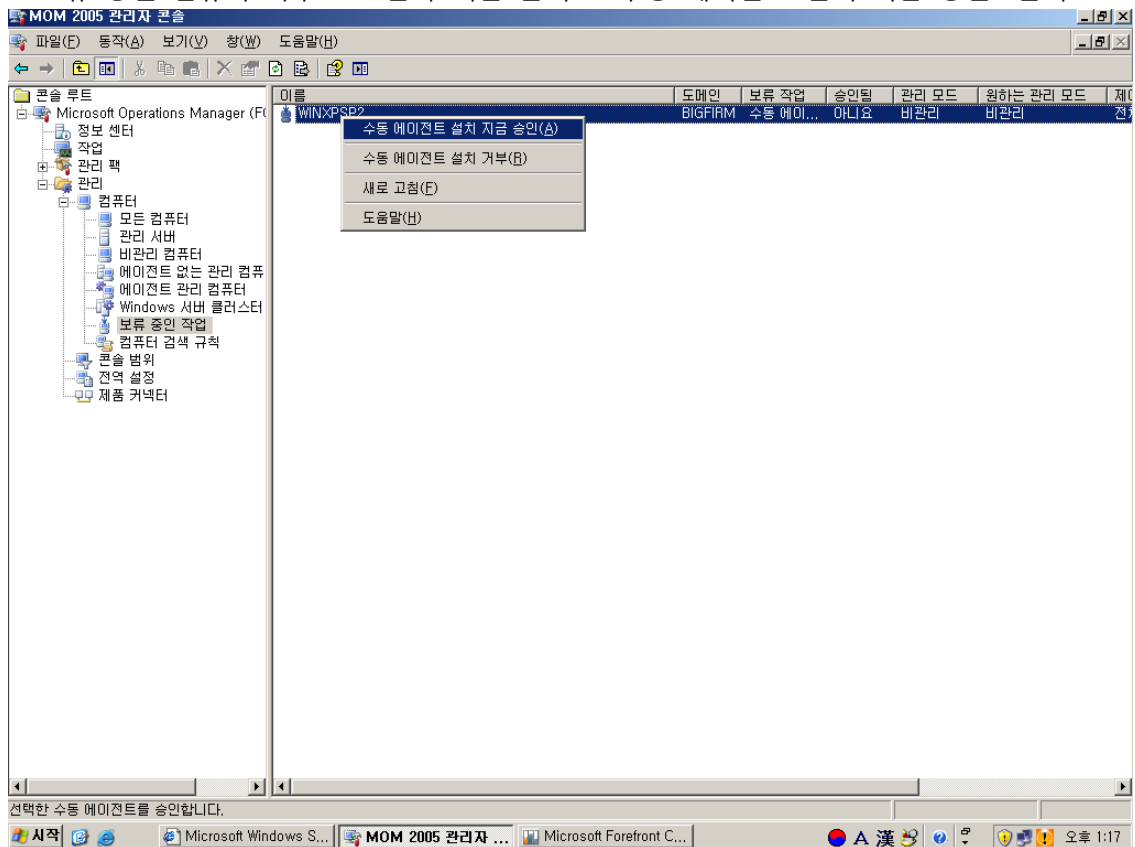 MOM 2005 관리자 콘솔
파일(F) 동작(A) 보기(V) 창(W) 도움말(H)
콘솔 루트
Microsoft Operations Manager (F
정보 센터
작업
관리 팩
관리
컴퓨터
모든 컴퓨터
관리 서버
비관리 컴퓨터
에이전트 없는 관리 컴퓨
에이전트 관리 컴퓨터
Windows 서버 클러스터
보류 중인 작업
컴퓨터 검색 규칙
콘솔 범위
전역 설정
제품 커넥터
이름 도메인 보류 작업 승인됨 관리 모드 원하는 관리 모드 제
WINXPSP2 BIGFIRM 수동 에이... 아니요 비관리 비관리 전
수동 에이전트 설치 지금 승인(A)
수동 에이전트 설치 거부(R)
새로 고침(F)
도움말(H)
선택한 수동 에이전트를 승인합니다.
시작 Microsoft Windows S... MOM 2005 관리자 ... Microsoft Forefront C... A 漢 오후 1:17